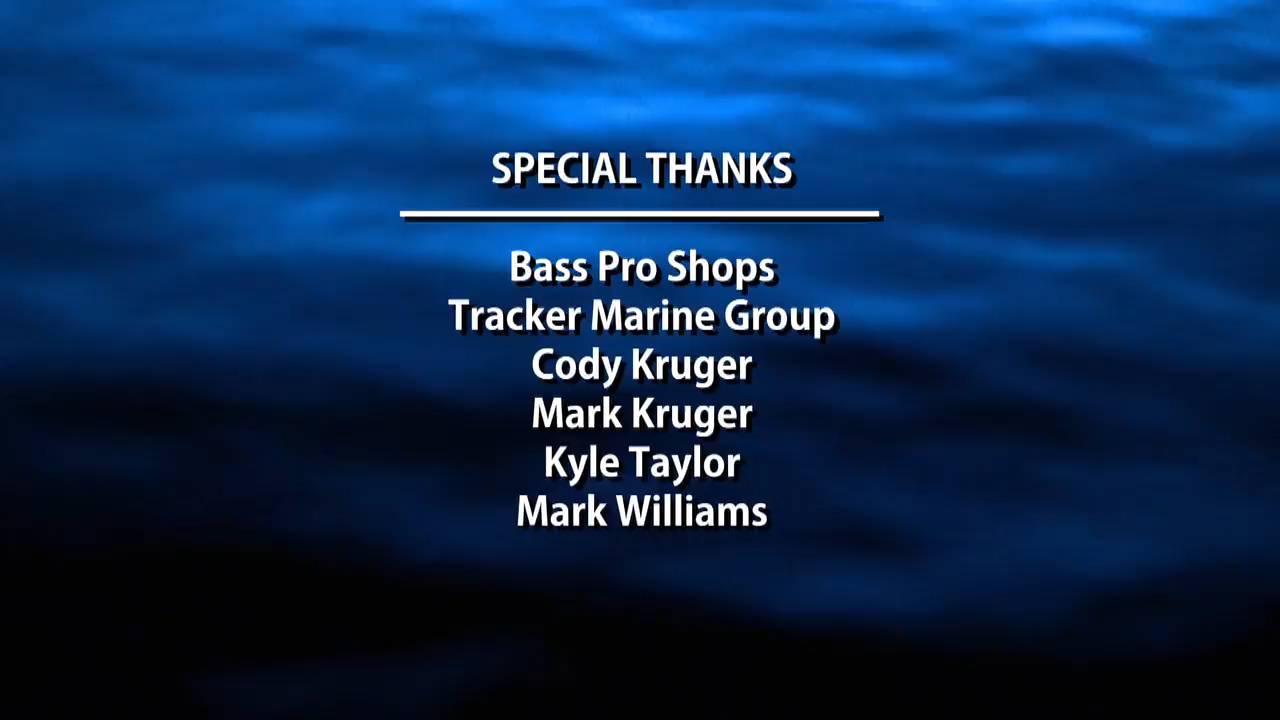 SPECIAL THANKS
Bass Pro Shops
Tracker Marine Group
Cody Kruger
Mark Kruger
Kyle Taylor
Mark Williams